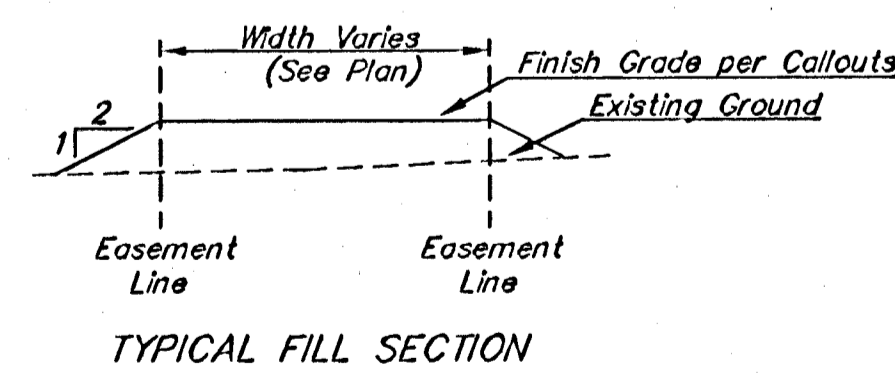 Width Varies
(See Plan)
Finish Grade per Callouts
Existing Ground
2
1
Easement
Line
Easement
Line
TYPICAL FILL SECTION